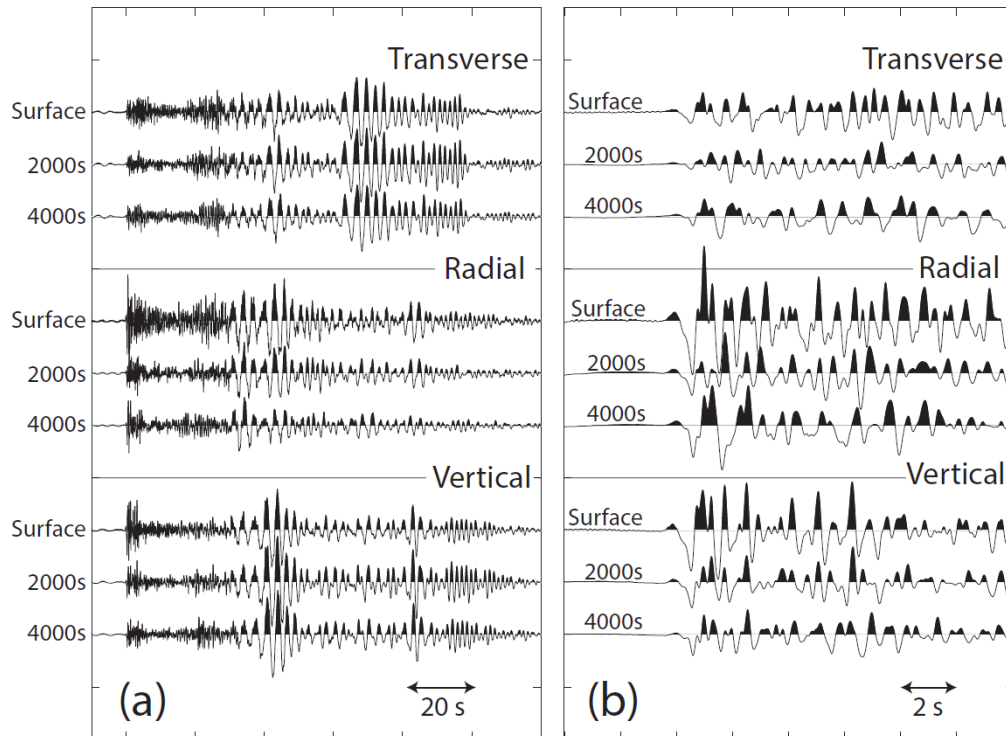 Transverse
Surface
2000s
4000s
Radial
Surface
2000s
4000s
Vertical
Surface
2000s
4000s
(a)
20 s
Transverse
Surface
2000s
4000s
Radial
Surface
2000s
4000s
Vertical
Surface
2000s
4000s
(b)
2 s